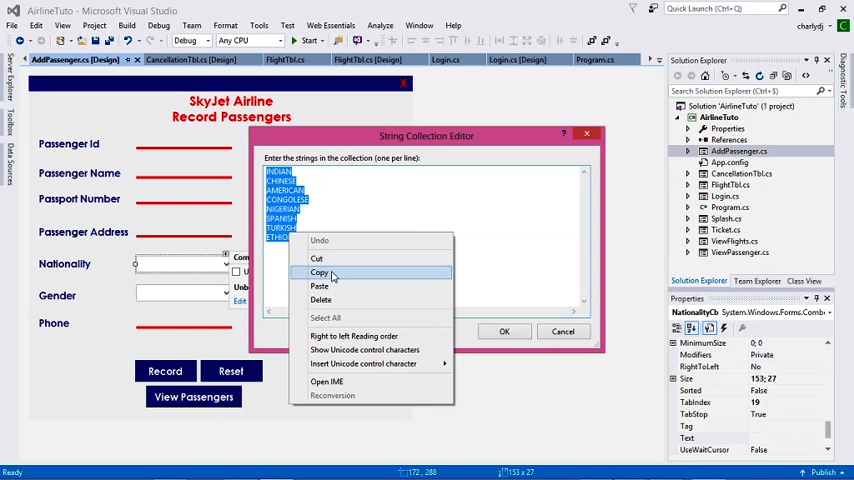 AirlineTuto - Microsoft Visual Studio
Quick Launch (Ctrl+Q)
File Edit View Project Build Debug Team Format Tools Test Web Essentials Analyze Window Help
charlydj
Debug Any CPU Start
AddPassenger.cs [Design] CancellationTbl.cs [Design] FlightTbl.cs FlightTbl.cs [Design] Login.cs Login.cs [Design] Program.cs
Server Explorer
Toolbox
Data Sources
X
SkyJet Airline
Record Passengers
Passenger Id
Passenger Name
Passport Number
Passenger Address
Nationality
Gender
Phone
Record Reset
View Passengers
Com
U
Unb
Edit
String Collection Editor
?
Enter the strings in the collection (one per line):
INDIAN
CHINESE
AMERICAN
CONGOLESE
NIGERIAN
SPANISH
TURKISH
ETHIO
OK Cancel
Undo
Cut
Copy
Paste
Delete
Select All
Right to left Reading order
Show Unicode control characters
Insert Unicode control character
Open IME
Reconversion
Solution Explorer
Search Solution Explorer (Ctrl+$)
Solution 'AirlineTuto' (1 project)
AirlineTuto
Properties
References
AddPassenger.cs
App.config
CancellationTbl.cs
FlightTbl.cs
Login.cs
Program.cs
Splash.cs
Ticket.cs
ViewFlights.cs
ViewPassenger.cs
Solution Explorer Team Explorer Class View
Properties
NationalityCb System.Windows.Forms.Combo
MinimumSize 0; 0
Modifiers Private
RightToLeft No
Size 153; 27
Sorted False
TabIndex 19
TabStop True
Tag
Text
UseWaitCursor False
Diagnostic Tools
Ready
172 , 288
153 x 27
Publish